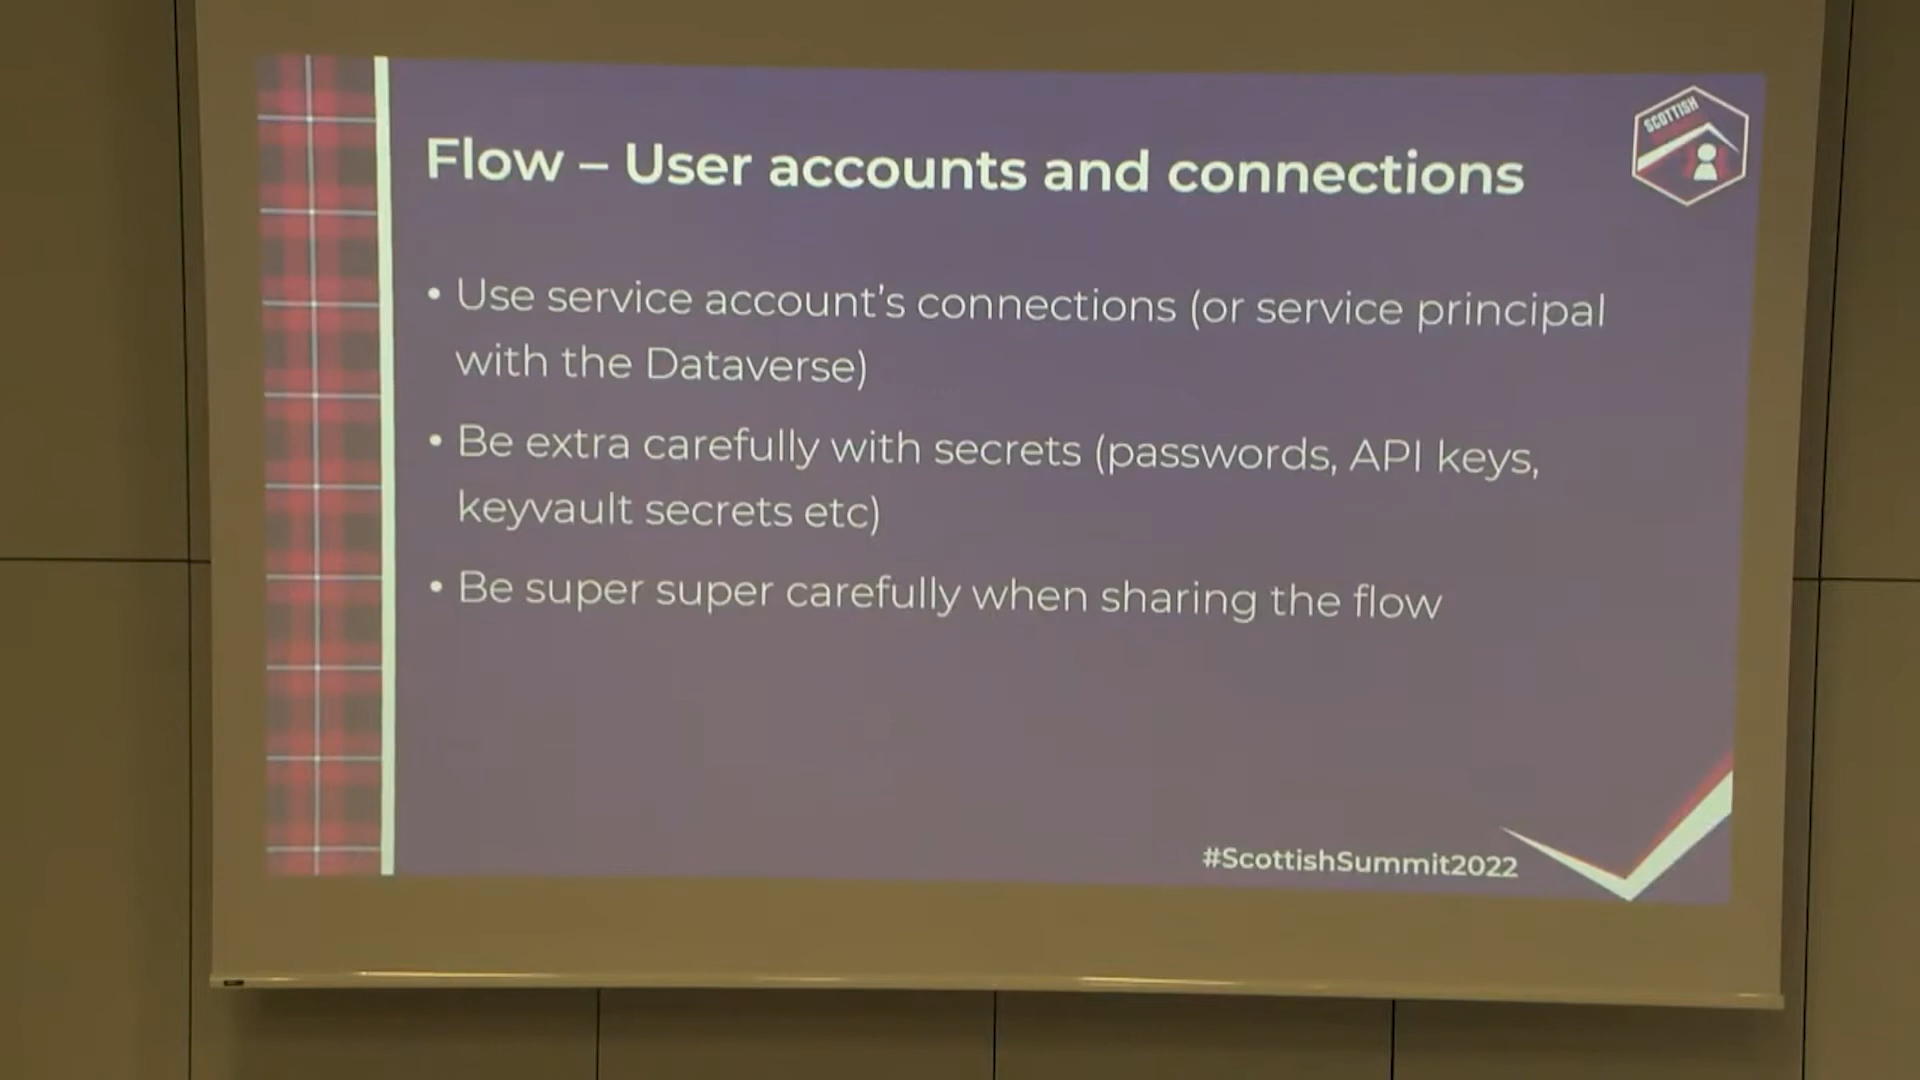 SCOTTISH
Flow – User accounts and connections
• Use service account's connections (or service principal
with the Dataverse)
• Be extra carefully with secrets (passwords, API keys,
keyvault secrets etc)
• Be super super carefully when sharing the flow
#ScottishSummit2022